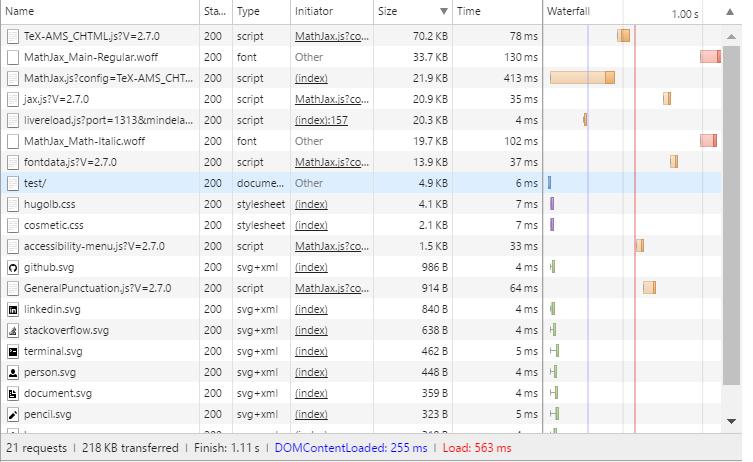 Name Sta... Type Initiator Size Time Waterfall 1.00 s
TeX-AMS_CHTML.js?V=2.7.0 200 script MathJax.js?co... 70.2 KB 78 ms
MathJax_Main-Regular.woff 200 font Other 33.7 KB 130 ms
MathJax.js?config=TeX-AMS_CHT... 200 script (index) 21.9 KB 413 ms
jax.js?V=2.7.0 200 script MathJax.js?co... 20.9 KB 35 ms
livereload.js?port=1313&mindela... 200 script (index):157 20.3 KB 4 ms
MathJax_Math-Italic.woff 200 font Other 19.7 KB 102 ms
fontdata.js?V=2.7.0 200 script MathJax.js?co... 13.9 KB 37 ms
test/ 200 docume... Other 4.9 KB 6 ms
hugolb.css 200 stylesheet (index) 4.1 KB 7 ms
cosmetic.css 200 stylesheet (index) 2.1 KB 7 ms
accessibility-menu.js?V=2.7.0 200 script MathJax.js?co... 1.5 KB 33 ms
github.svg 200 svg+xml (index) 986 B 4 ms
GeneralPunctuation.js?V=2.7.0 200 script MathJax.js?co... 914 B 64 ms
linkedin.svg 200 svg+xml (index) 840 B 4 ms
stackoverflow.svg 200 svg+xml (index) 638 B 4 ms
terminal.svg 200 svg+xml (index) 462 B 5 ms
person.svg 200 svg+xml (index) 448 B 4 ms
document.svg 200 svg+xml (index) 359 B 4 ms
pencil.svg 200 svg+xml (index) 323 B 5 ms
21 requests | 218 KB transferred | Finish: 1.11 s | DOMContentLoaded: 255 ms | Load: 563 ms